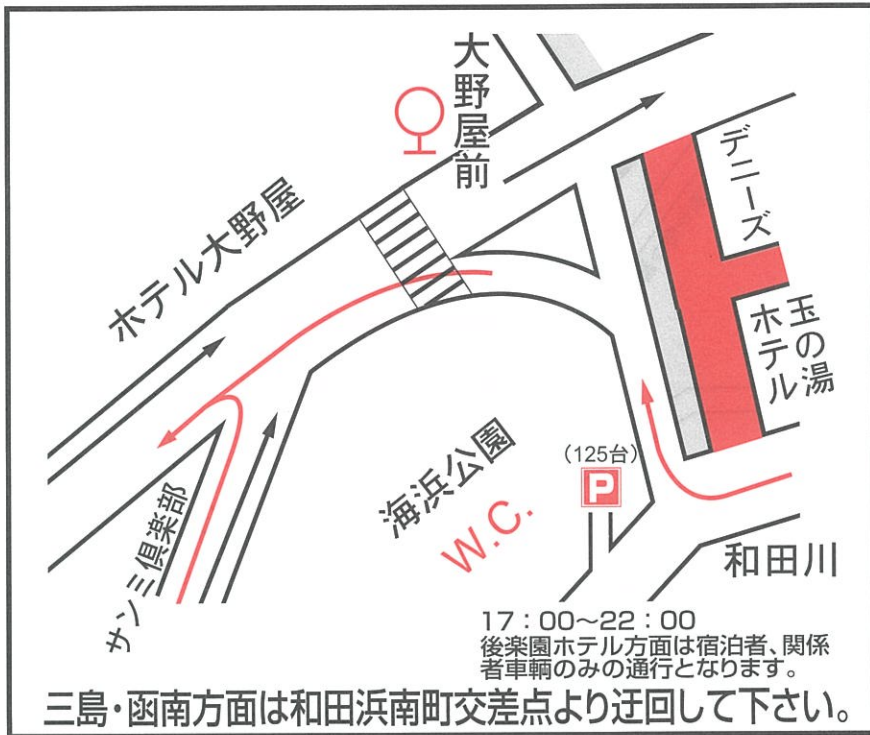 大野屋前
ホテル大野屋
デニーズ
玉の湯
ホテル
海浜公園
W.C.
(125台)
P
サンミ倶楽部
和田川
17：00〜22：00
後楽園ホテル方面は宿泊者、関係
者車輌のみの通行となります。
三島・函南方面は和田浜南町交差点より迂回して下さい。